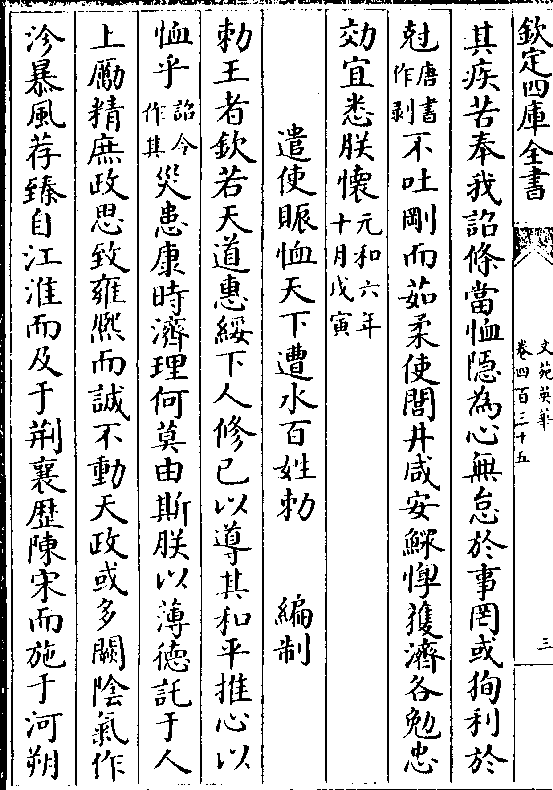 欽定四庫全書
文苑英華
卷四百三十五
三
其疾苦奉我詔條當恤隱為心無怠於事罔或徇利於
尅唐書作剥不吐剛而茹柔使閭井咸安鰥惸獲濟各勉忠
効宜悉朕懷元和六年十月戊寅
遣使賑恤天下遭水百姓勅 編制
勅王者欽若天道惠綏下人修已以導其和平推心以
恤乎詔令作其災患康時濟理何莫由斯朕以薄德託于人
上勵精庶政思致雍熙而誠不動天政或多闕陰氣作
沴暴風荐臻自江淮而及于荆襄歷陳宋而施于河朔